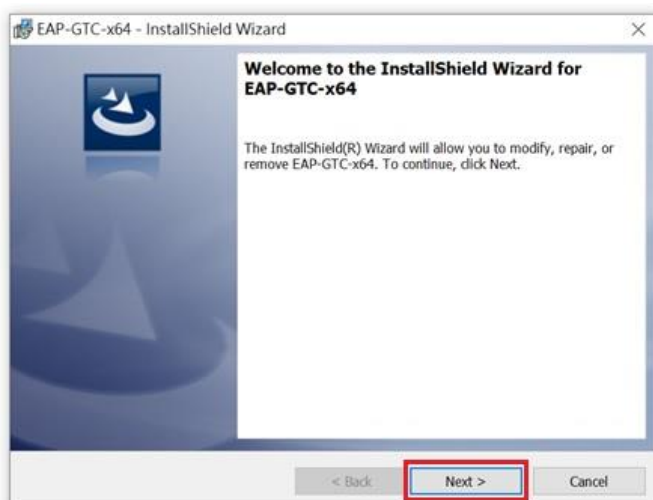 EAP-GTC-x64 - InstallShield Wizard
Welcome to the InstallShield Wizard for
EAP-GTC-x64
The InstallShield(R) Wizard will allow you to modify, repair, or
remove EAP-GTC-x64. To continue, click Next.
< Back Next > Cancel